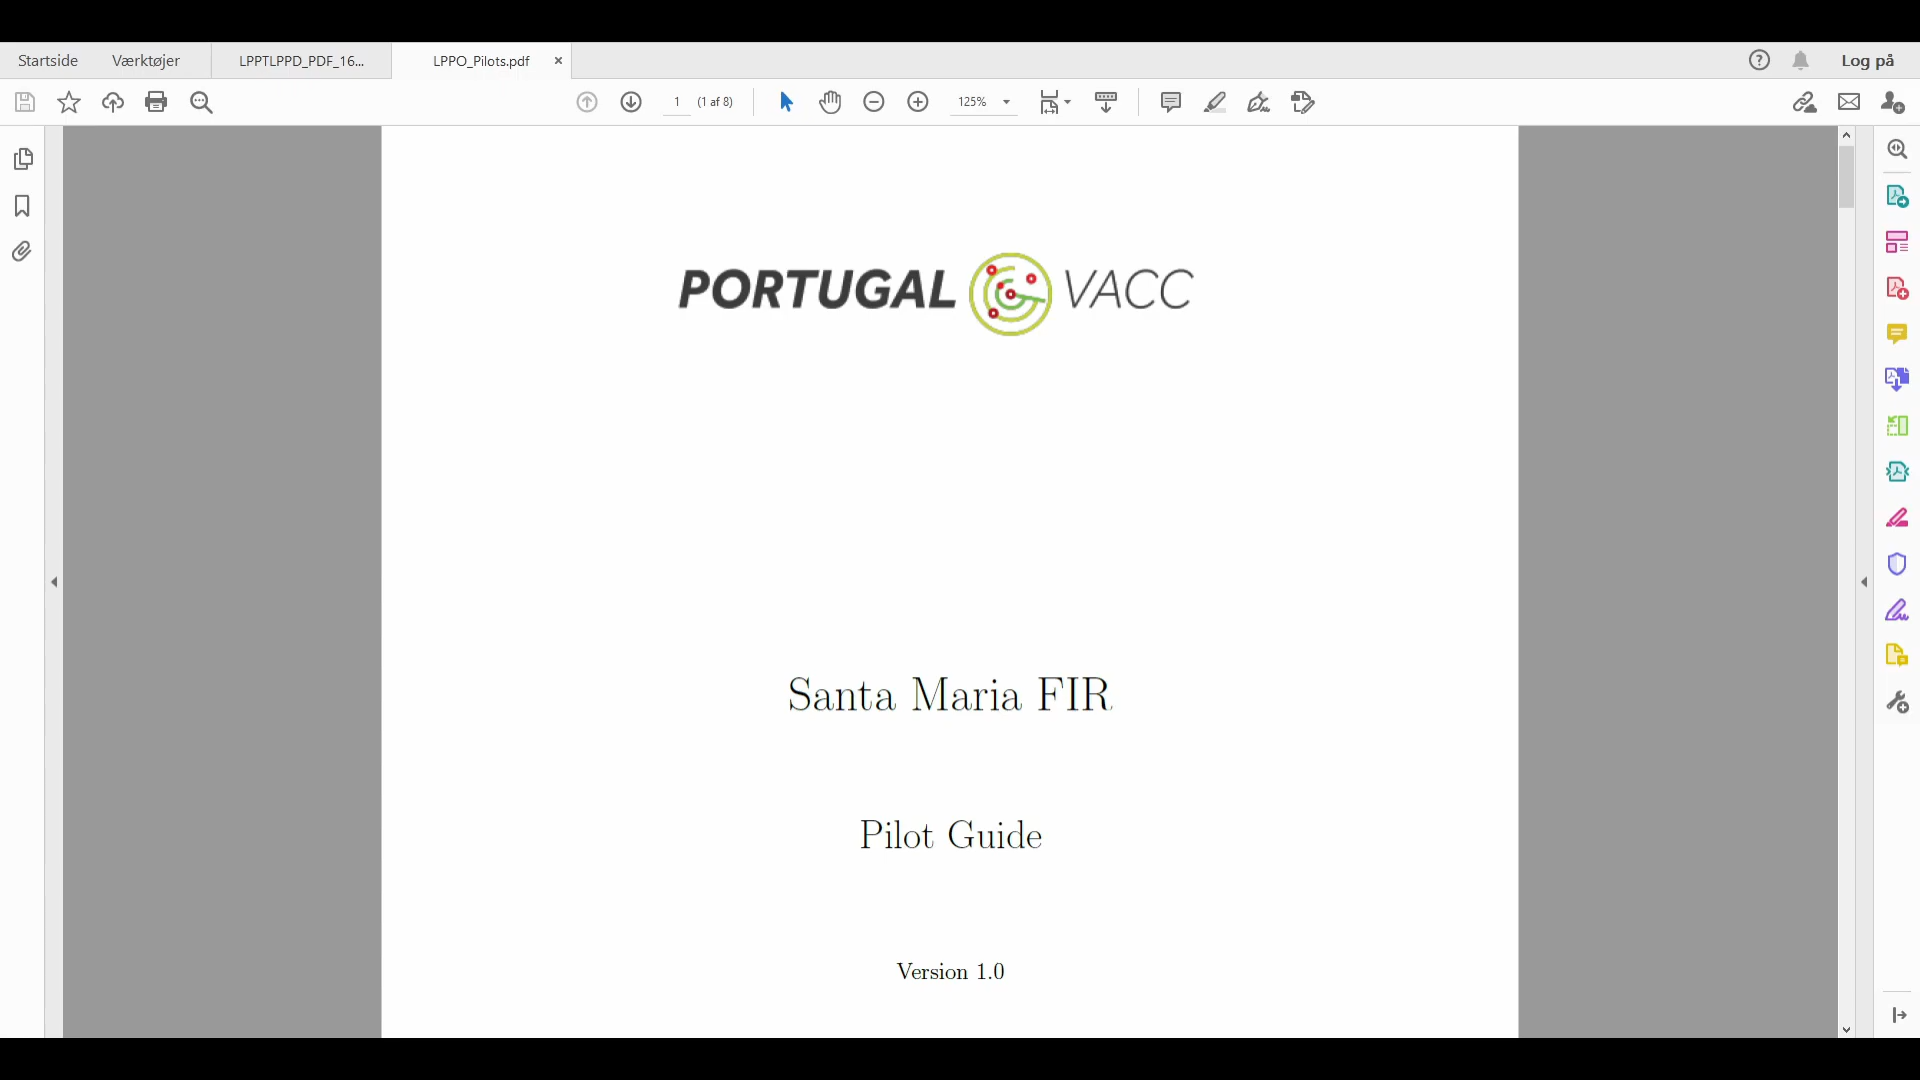 Startside Værktøjer LPPTLPPD_PDF_16... LPPO_Pilots.pdf × Log på
1 (1 af 8) 125%
PORTUGAL VACC
Santa Maria FIR
Pilot Guide
Version 1.0